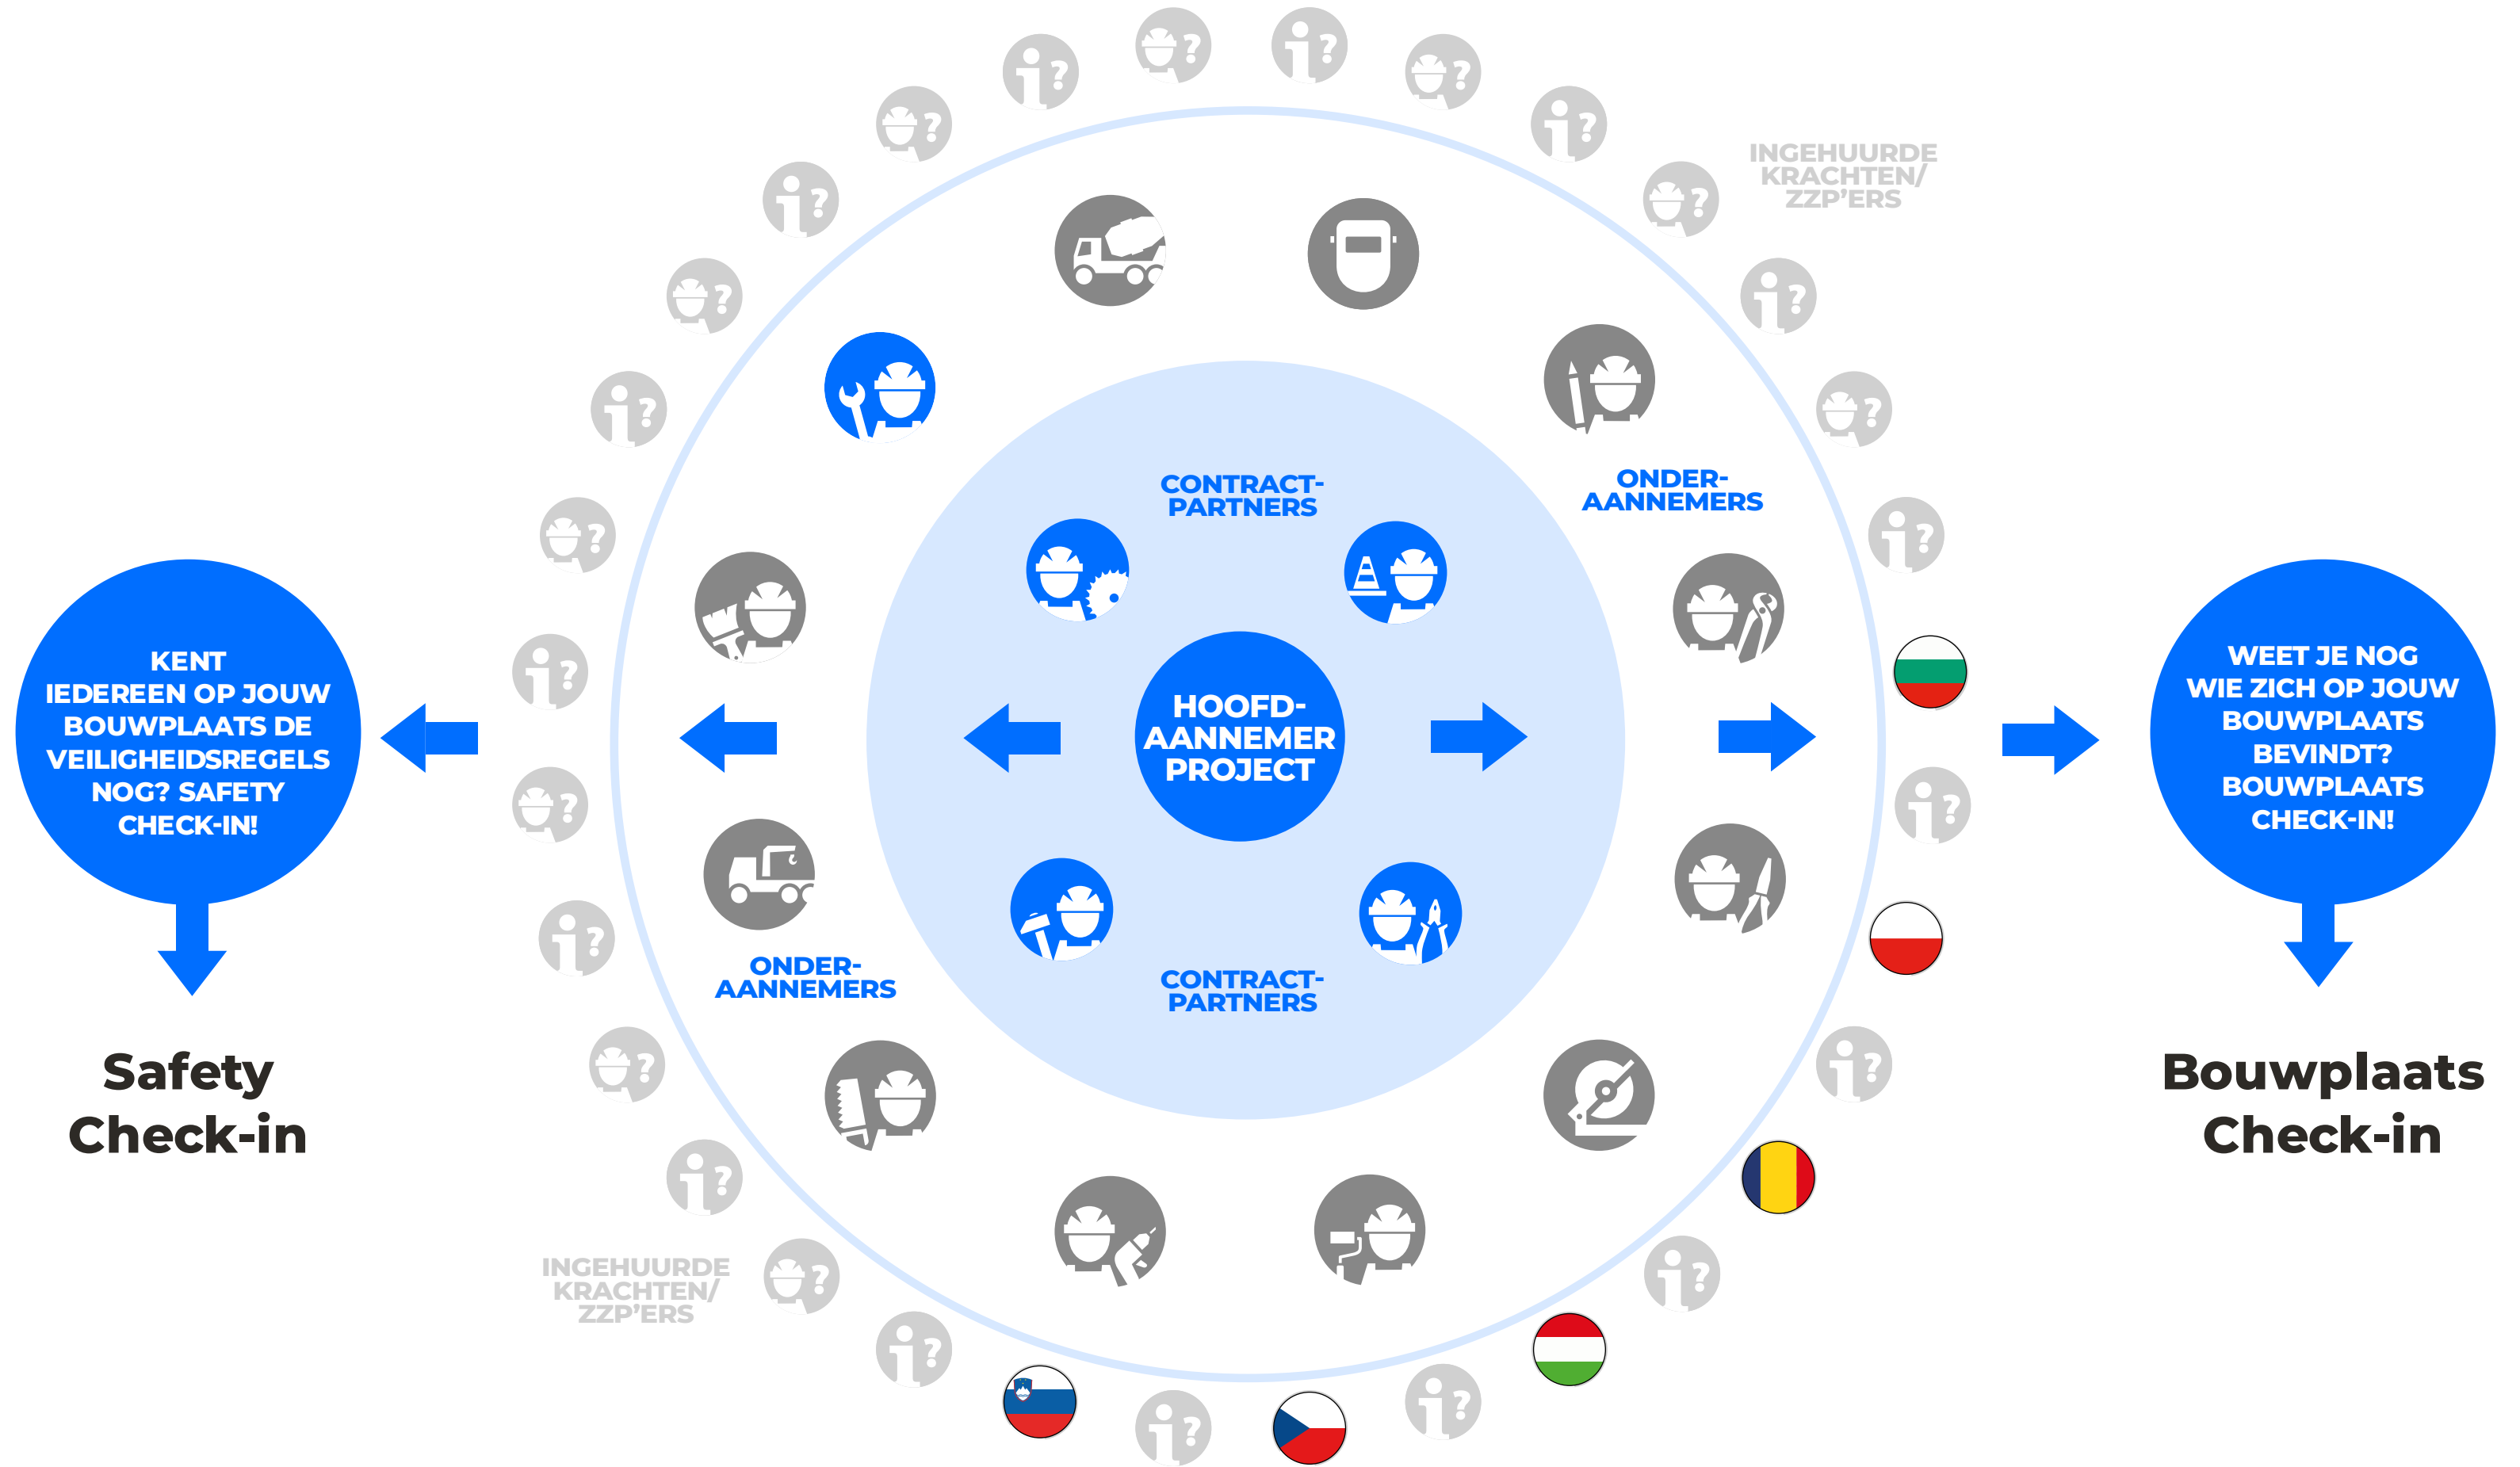 INGEHUURDE
KRACHTEN/
ZZP'ERS
CONTRACT-
PARTNERS
ONDER-
AANNEMERS
KENT
IEDEREEN OP JOUW
BOUWPLAATS DE
VEILIGHEIDSREGELS
NOG? SAFETY
CHECK-IN!
HOOFD-
AANNEMER
PROJECT
WEET JE NOG
WIE ZICH OP JOUW
BOUWPLAATS
BEVINDT?
BOUWPLAATS
CHECK-IN!
ONDER-
AANNEMERS
CONTRACT-
PARTNERS
Safety
Check-in
Bouwplaats
Check-in
INGEHUURDE
KRACHTEN/
ZZP'ERS